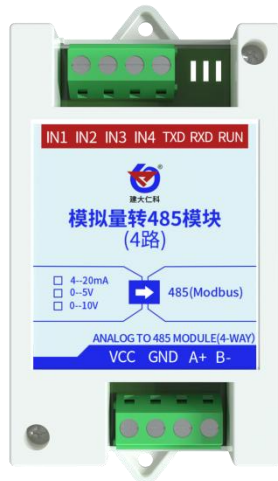 IN1 IN2 IN3 IN4 TXD RXD RUN
建大仁科
模拟量转485模块
(4路)
4--20mA
0--5V
0--10V
485(Modbus)
ANALOG TO 485 MODULE(4-WAY)
VCC GND A+ B-